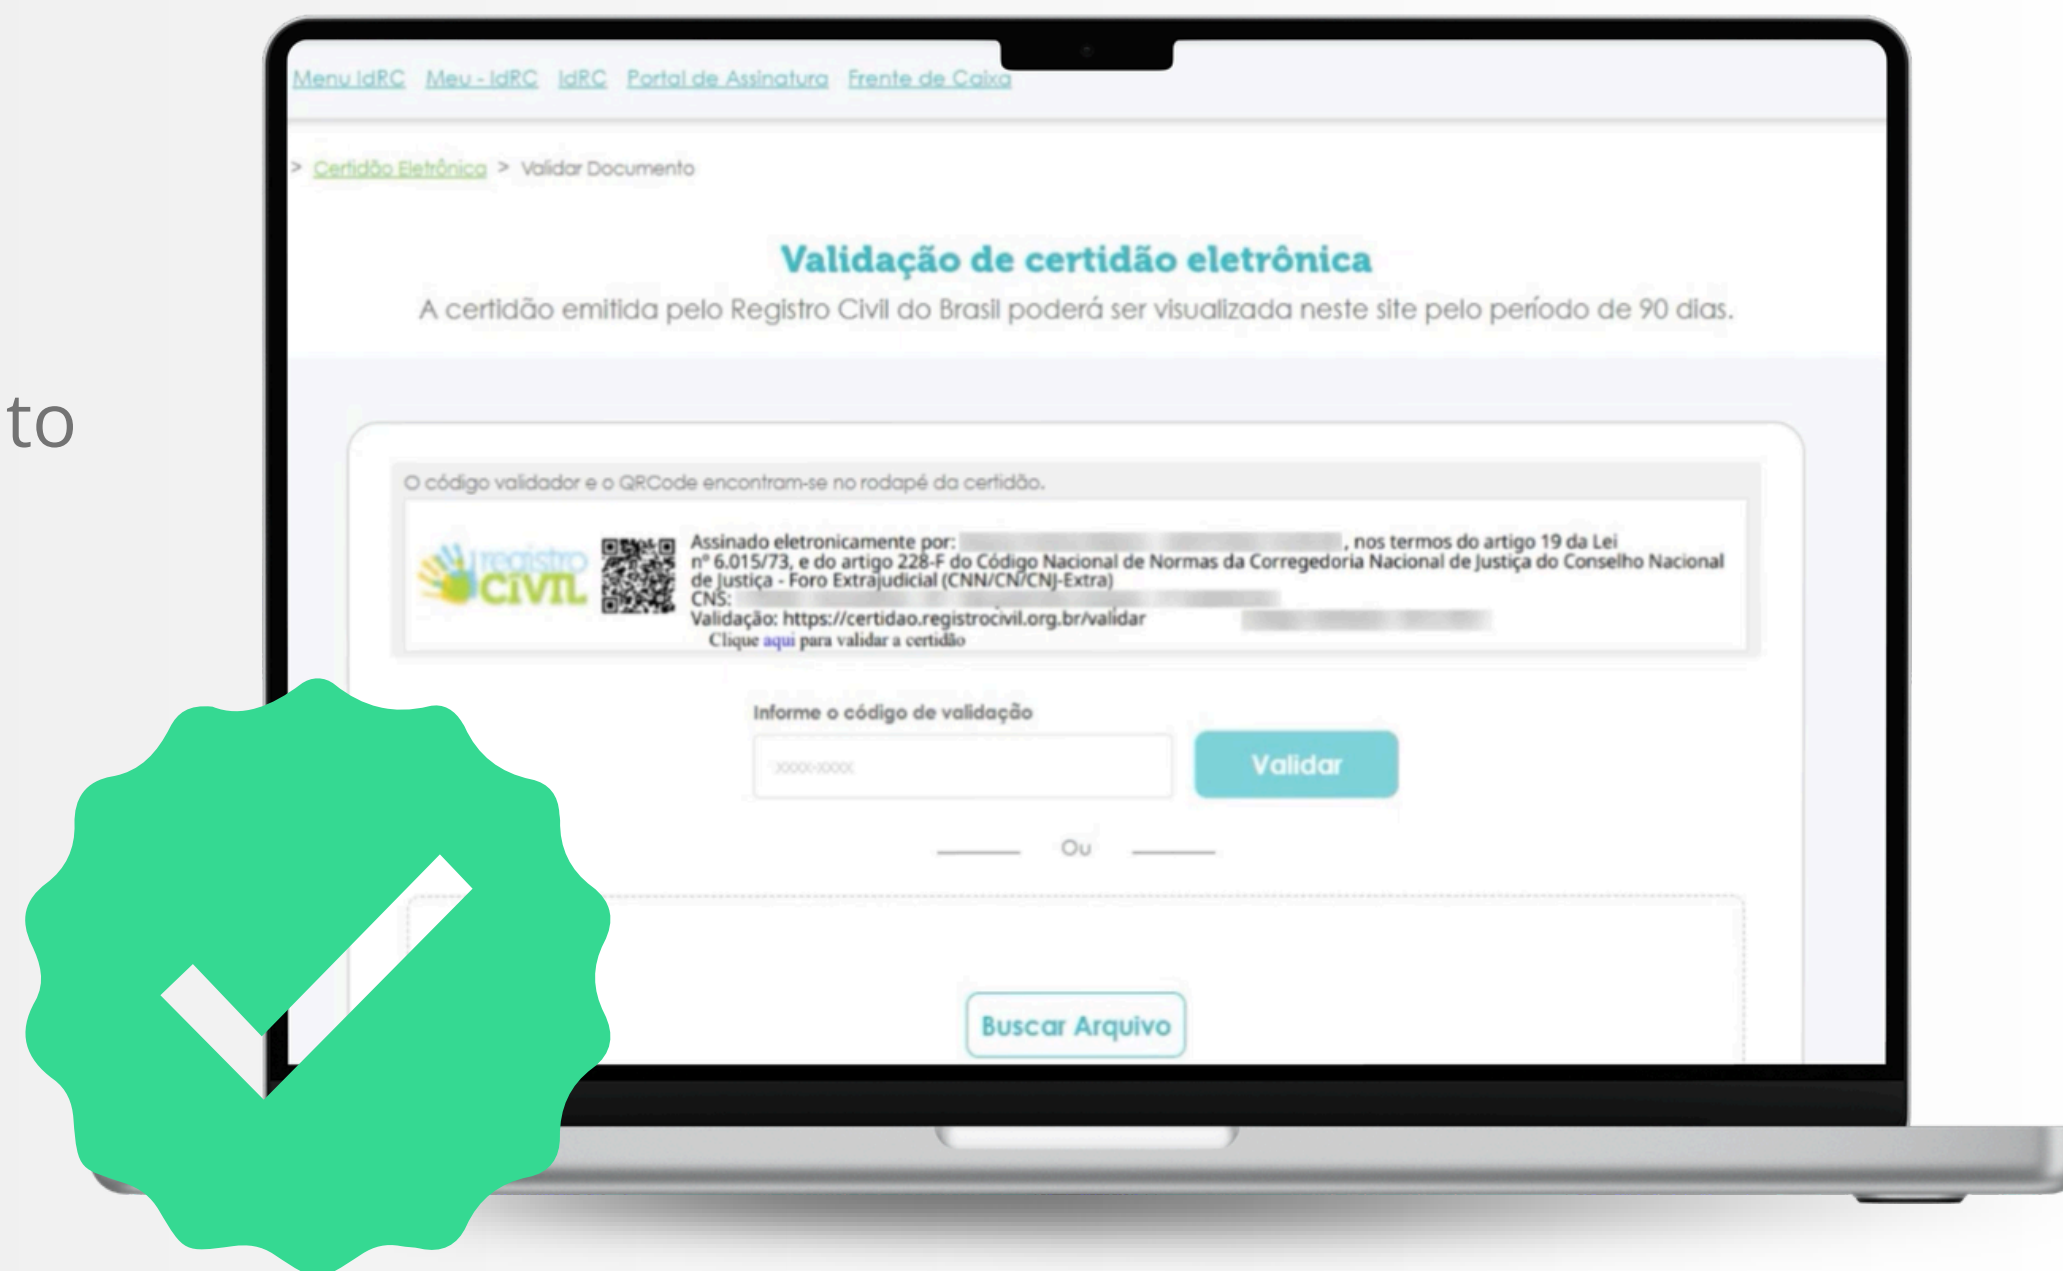 Menu IdRC Meu - IdRC IdRC Portal de Assinatura Frente de Caixa
> Certidão Eletrônica > Validar Documento
Validação de certidão eletrônica
A certidão emitida pelo Registro Civil do Brasil poderá ser visualizada neste site pelo período de 90 dias.
to
O código validador e o QRCode encontram-se no rodapé da certidão.
registro
CIVIL
Assinado eletronicamente por: , nos termos do artigo 19 da Lei
nº 6.015/73, e do artigo 228-F do Código Nacional de Normas da Corregedoria Nacional de Justiça do Conselho Nacional
de Justiça - Foro Extrajudicial (CNN/CN/CNJ-Extra)
CNS:
Validação: https://certidao.registrocivil.org.br/validar
Clique aqui para validar a certidão
Informe o código de validação
Validar
Ou
Buscar Arquivo